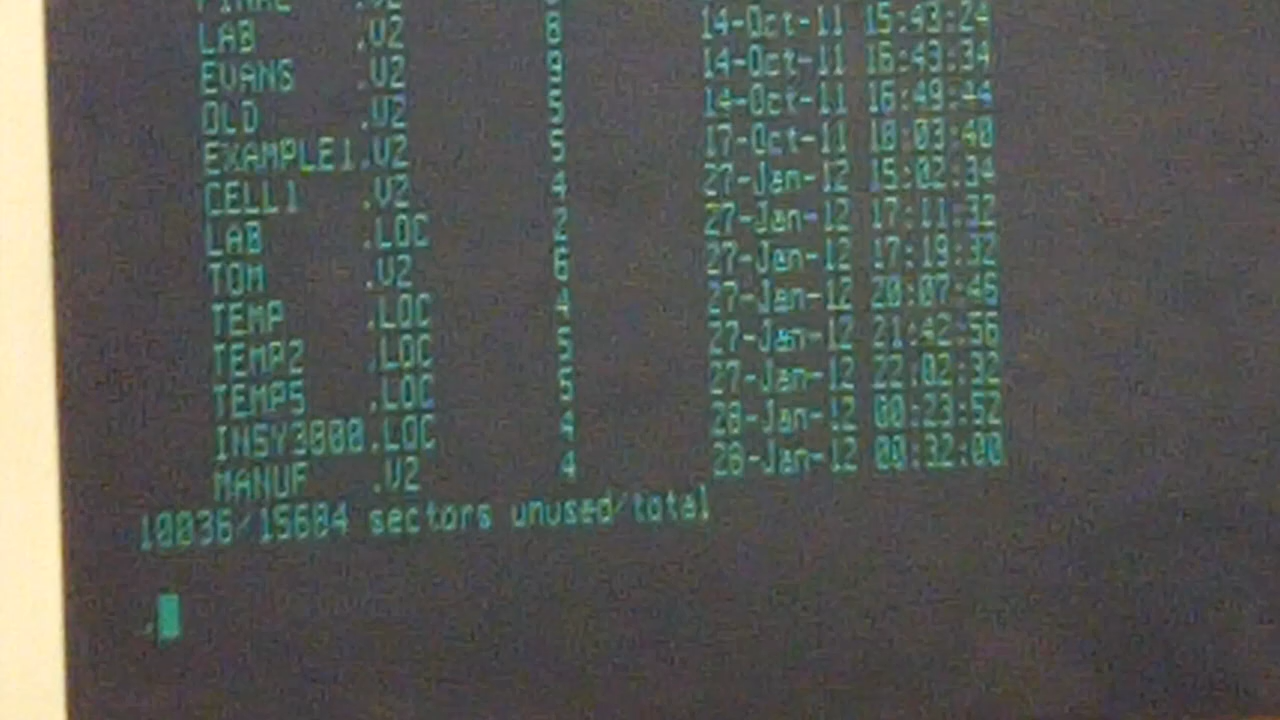 FINAL .V2
LAB .V2 8 14-Oct-11 15:43:24
EVANS .V2 9 14-Oct-11 16:43:34
OLD .V2 5 14-Oct-11 16:49:44
EXAMPLE1.V2 5 17-Oct-11 18:03:40
CELL1 .V2 4 27-Jan-12 15:02:34
LAB .LOC 2 27-Jan-12 17:11:32
TOM .V2 6 27-Jan-12 17:19:32
TEMP .LOC 4 27-Jan-12 20:07:46
TEMP2 .LOC 5 27-Jan-12 21:42:56
TEMP5 .LOC 5 27-Jan-12 22:02:32
INSY3000.LOC 4 28-Jan-12 00:23:52
MANUF .V2 4 28-Jan-12 00:32:00
10036/15604 sectors unused/total
.